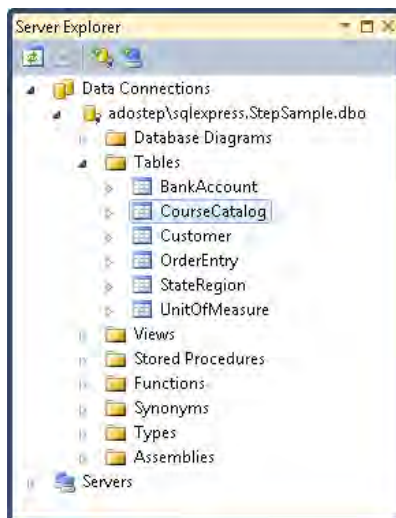 Server Explorer
Data Connections
adostep\sqlexpress.StepSample.dbo
Database Diagrams
Tables
BankAccount
CourseCatalog
Customer
OrderEntry
StateRegion
UnitOfMeasure
Views
Stored Procedures
Functions
Synonyms
Types
Assemblies
Servers